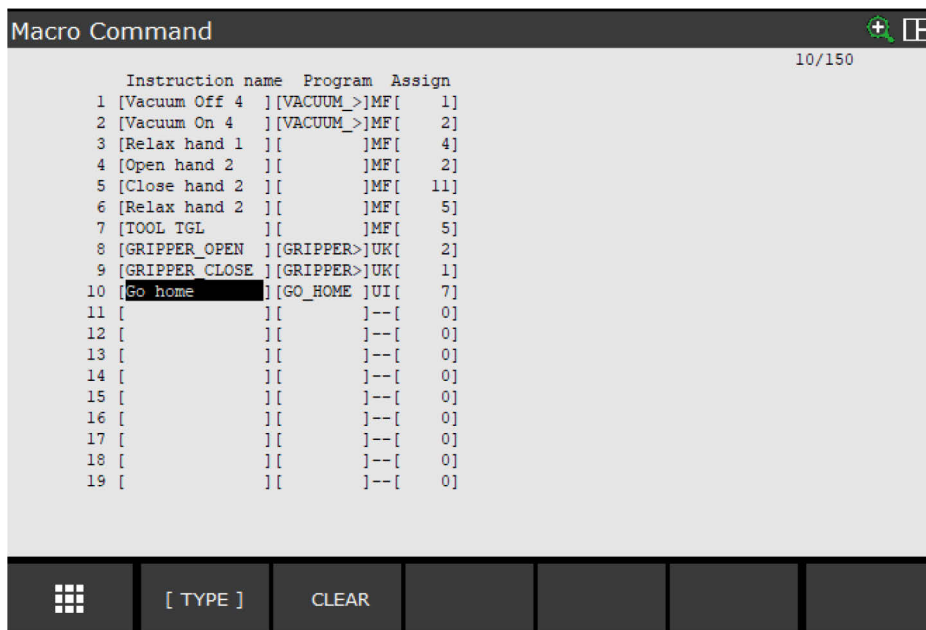 Macro Command
10/150
Instruction name Program Assign
1 [Vacuum Off 4 ][VACUUM_>]MF[ 1]
2 [Vacuum On 4 ][VACUUM_>]MF[ 2]
3 [Relax hand 1 ][ ]MF[ 4]
4 [Open hand 2 ][ ]MF[ 2]
5 [Close hand 2 ][ ]MF[ 11]
6 [Relax hand 2 ][ ]MF[ 5]
7 [TOOL TGL ][ ]MF[ 5]
8 [GRIPPER_OPEN ][GRIPPER>]UK[ 2]
9 [GRIPPER_CLOSE ][GRIPPER>]UK[ 1]
10 [Go home ][GO_HOME ]UI[ 7]
11 [ ][ ]--[ 0]
12 [ ][ ]--[ 0]
13 [ ][ ]--[ 0]
14 [ ][ ]--[ 0]
15 [ ][ ]--[ 0]
16 [ ][ ]--[ 0]
17 [ ][ ]--[ 0]
18 [ ][ ]--[ 0]
19 [ ][ ]--[ 0]
[ TYPE ] CLEAR